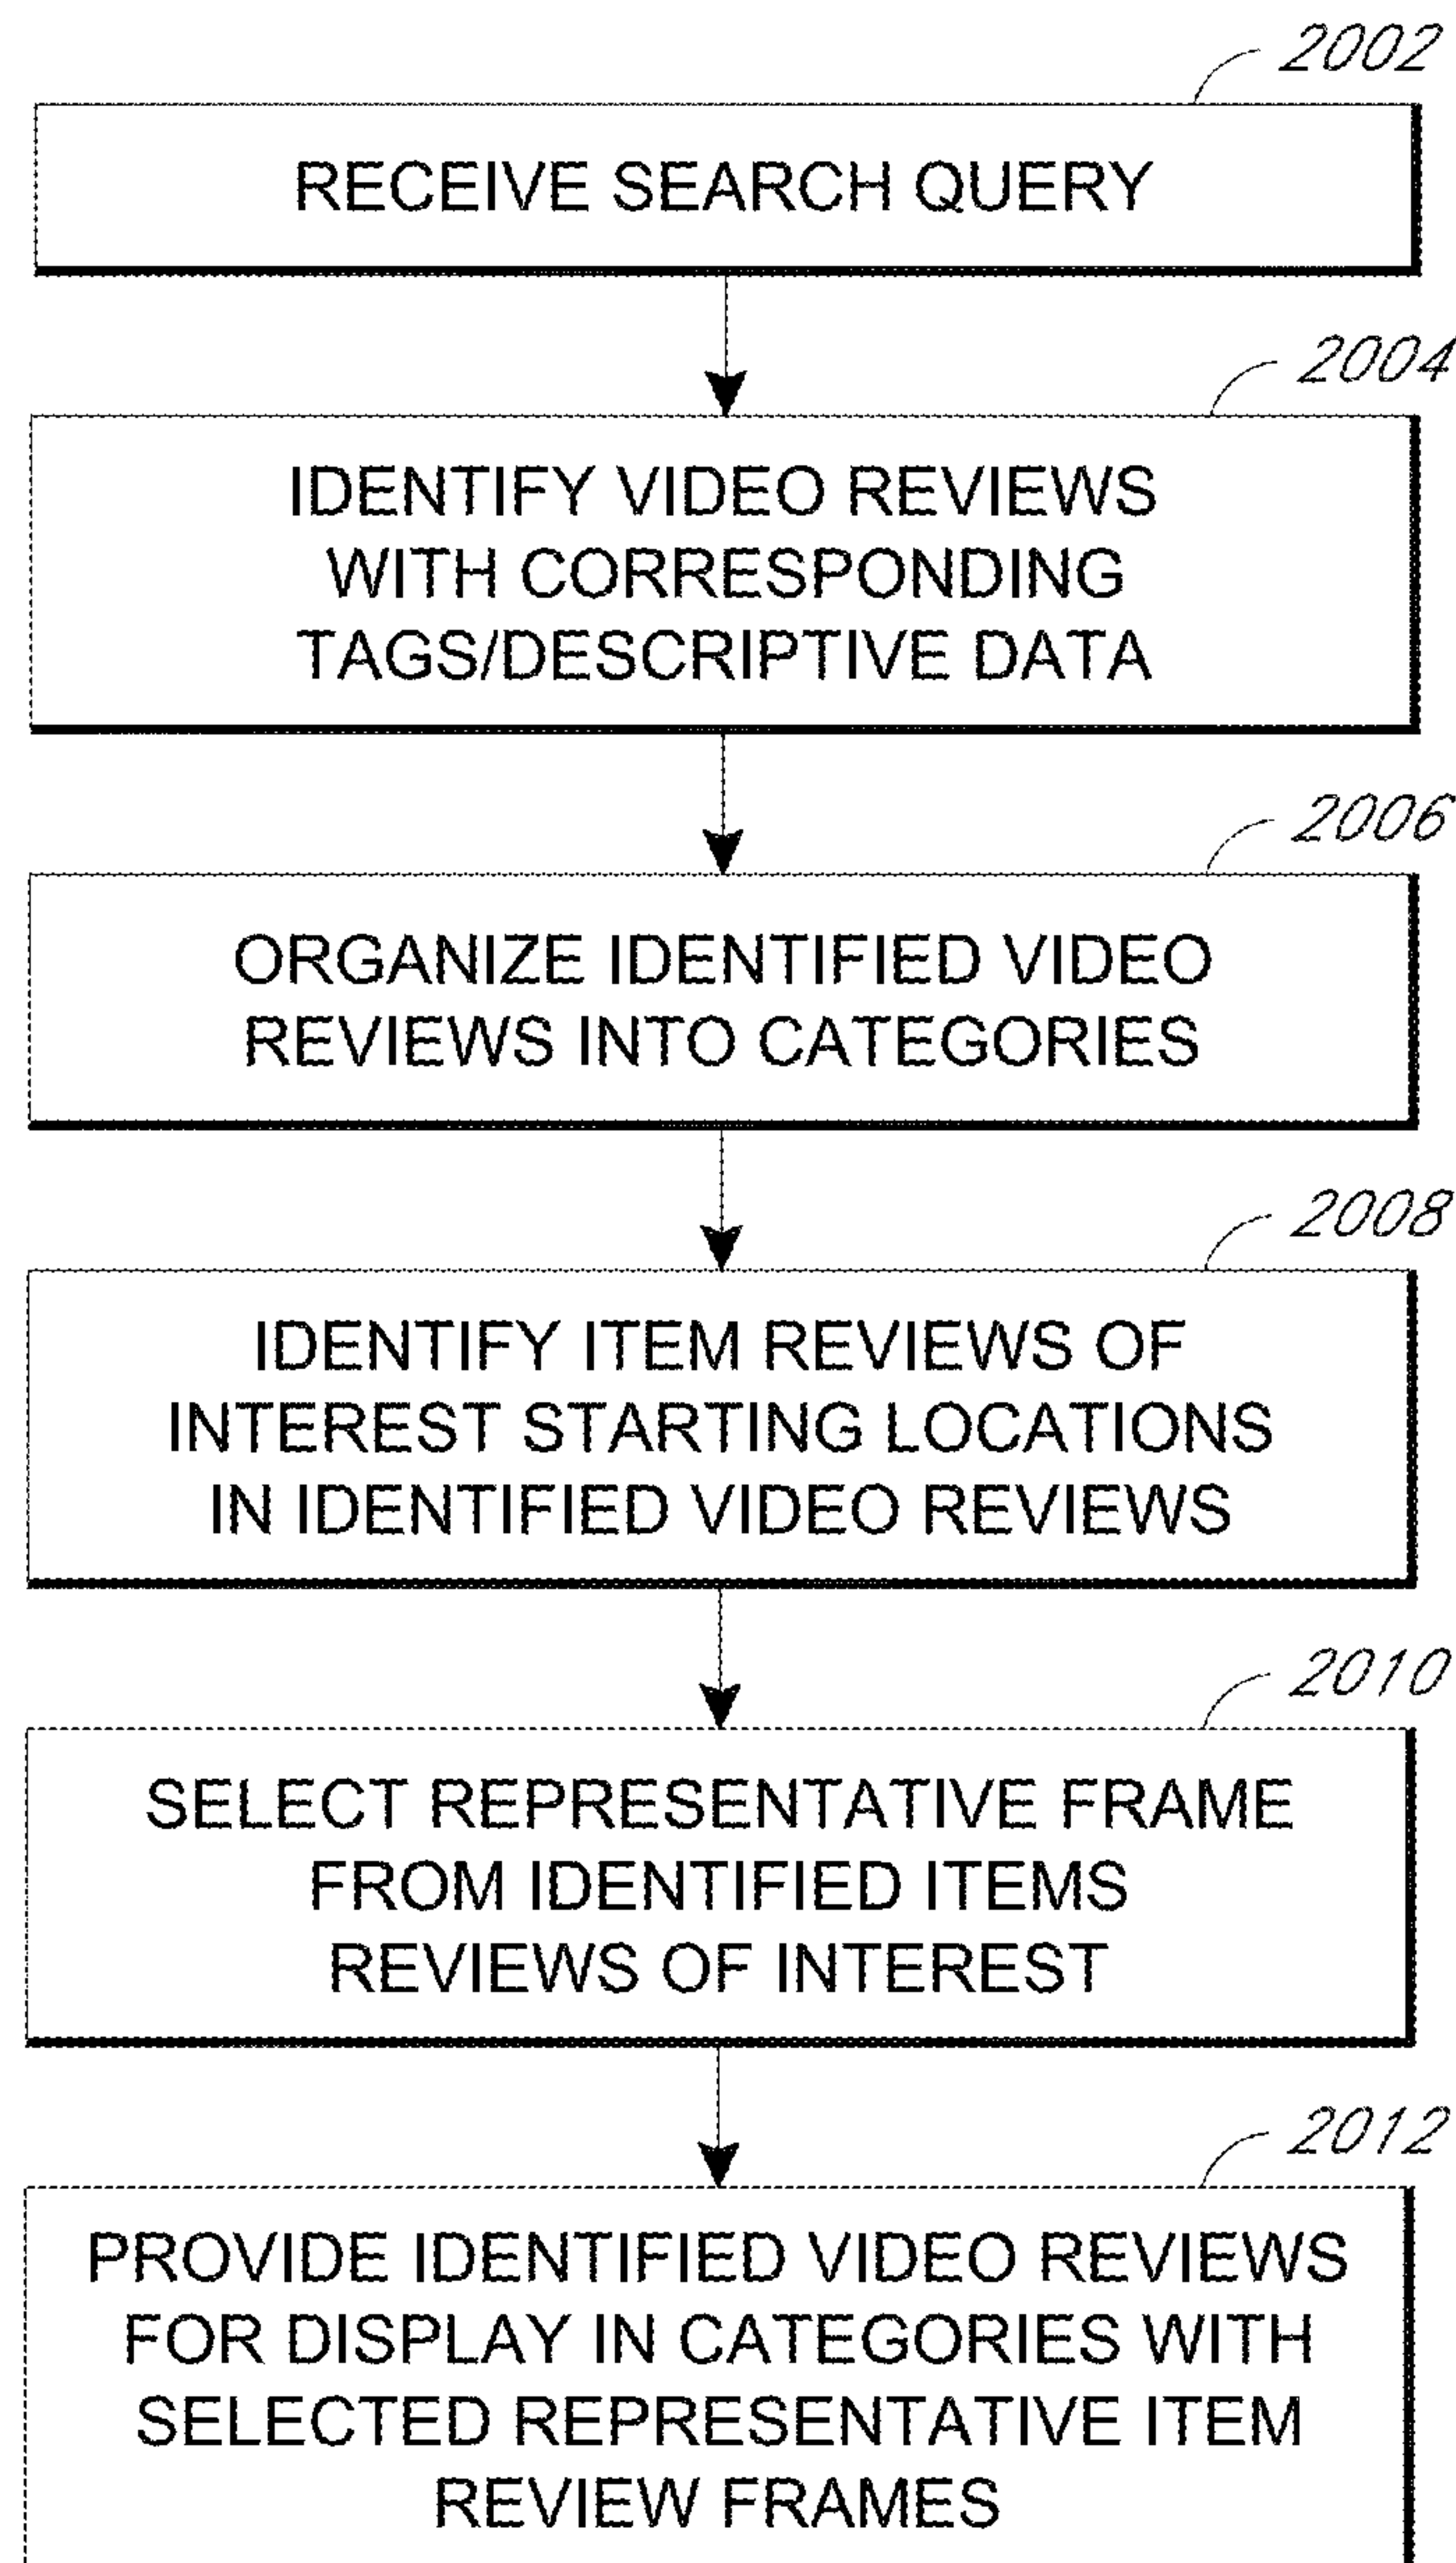 2002
RECEIVE SEARCH QUERY
2004
IDENTIFY VIDEO REVIEWS
WITH CORRESPONDING
TAGS/DESCRIPTIVE DATA
2006
ORGANIZE IDENTIFIED VIDEO
REVIEWS INTO CATEGORIES
2008
IDENTIFY ITEM REVIEWS OF
INTEREST STARTING LOCATIONS
IN IDENTIFIED VIDEO REVIEWS
2010
SELECT REPRESENTATIVE FRAME
FROM IDENTIFIED ITEMS
REVIEWS OF INTEREST
2012
PROVIDE IDENTIFIED VIDEO REVIEWS
FOR DISPLAY IN CATEGORIES WITH
SELECTED REPRESENTATIVE ITEM
REVIEW FRAMES